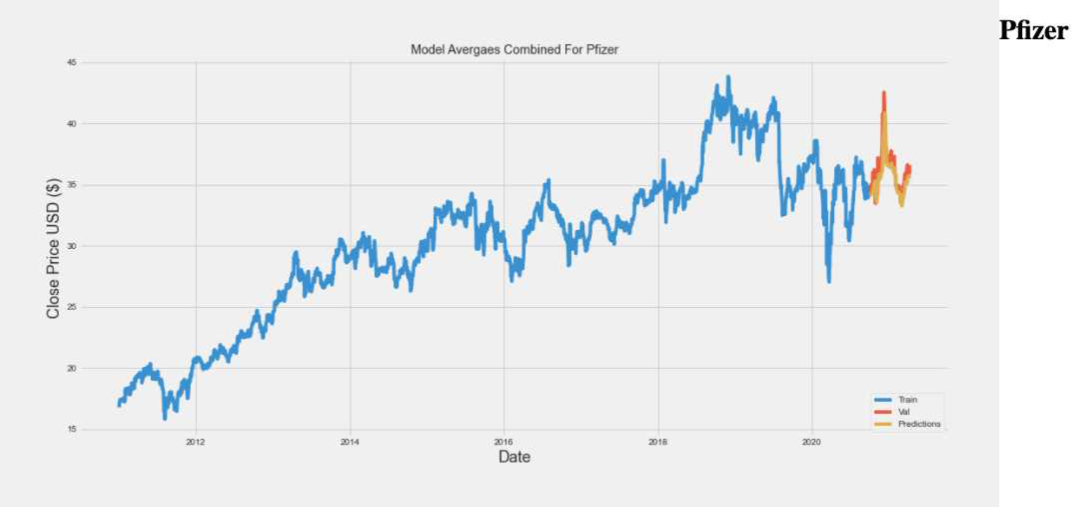 Pfizer
Model Avergaes Combined For Pfizer
Close Price USD ($)
45
40
35
30
25
20
15
2012
2014
2016
2018
2020
Date
Train
Val
Predictions